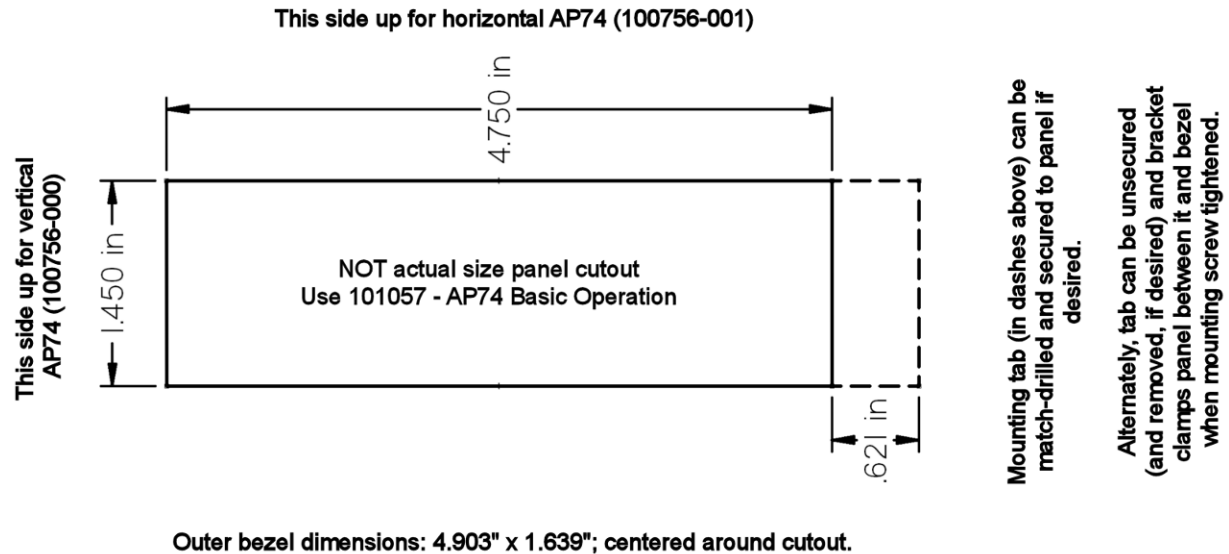 This side up for horizontal AP74 (100756-001)
4.750 in
This side up for vertical
AP74 (100756-000)
1.450 in
NOT actual size panel cutout
Use 101057 - AP74 Basic Operation
.621 in
Mounting tab (in dashes above) can be
match-drilled and secured to panel if
desired.
Alternately, tab can be unsecured
(and removed, if desired) and bracket
clamps panel between it and bezel
when mounting screw tightened.
Outer bezel dimensions: 4.903" x 1.639"; centered around cutout.